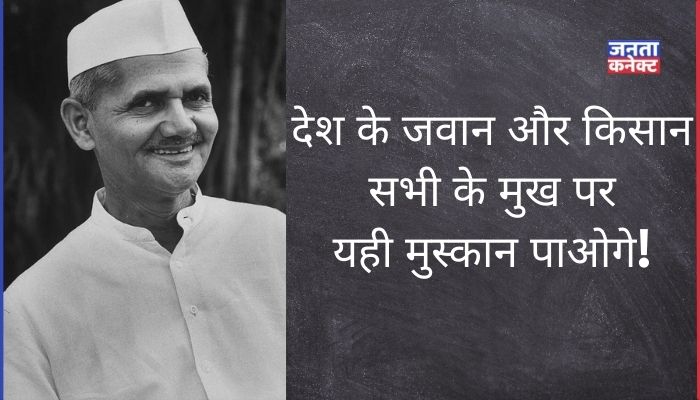 जनता
कनेक्ट
देश के जवान और किसान
सभी के मुख पर
यही मुस्कान पाओगे!